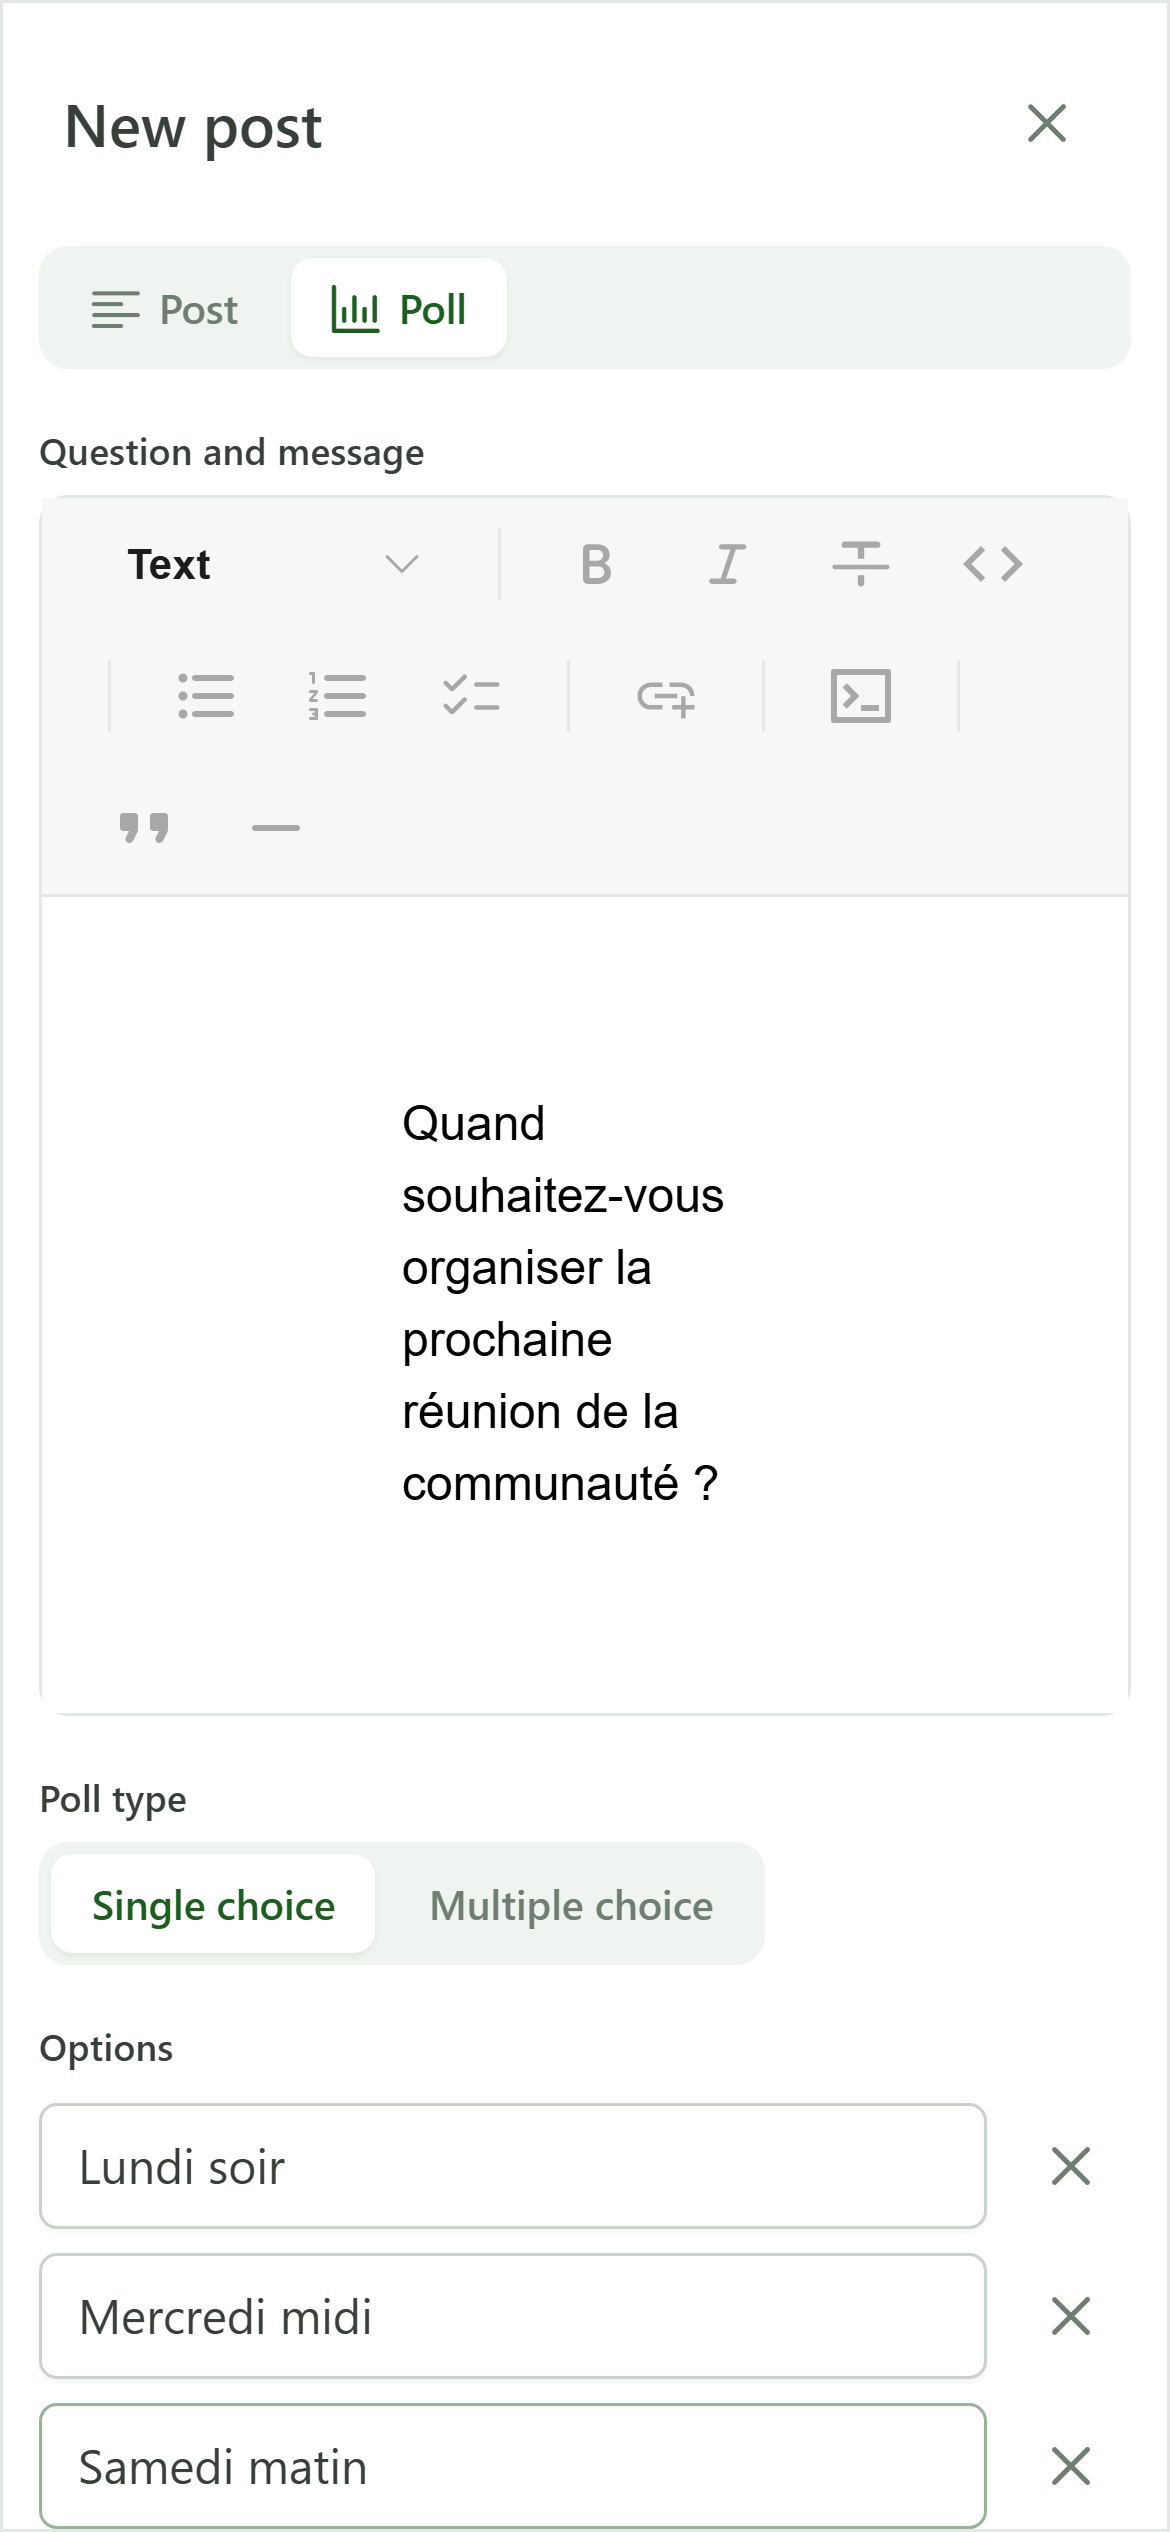 New post
Post
Poll
Question and message
Text
Quand
souhaitez-vous
organiser la
prochaine
réunion de la
communauté ?
Poll type
Single choice
Multiple choice
Options
Lundi soir
Mercredi midi
Samedi matin